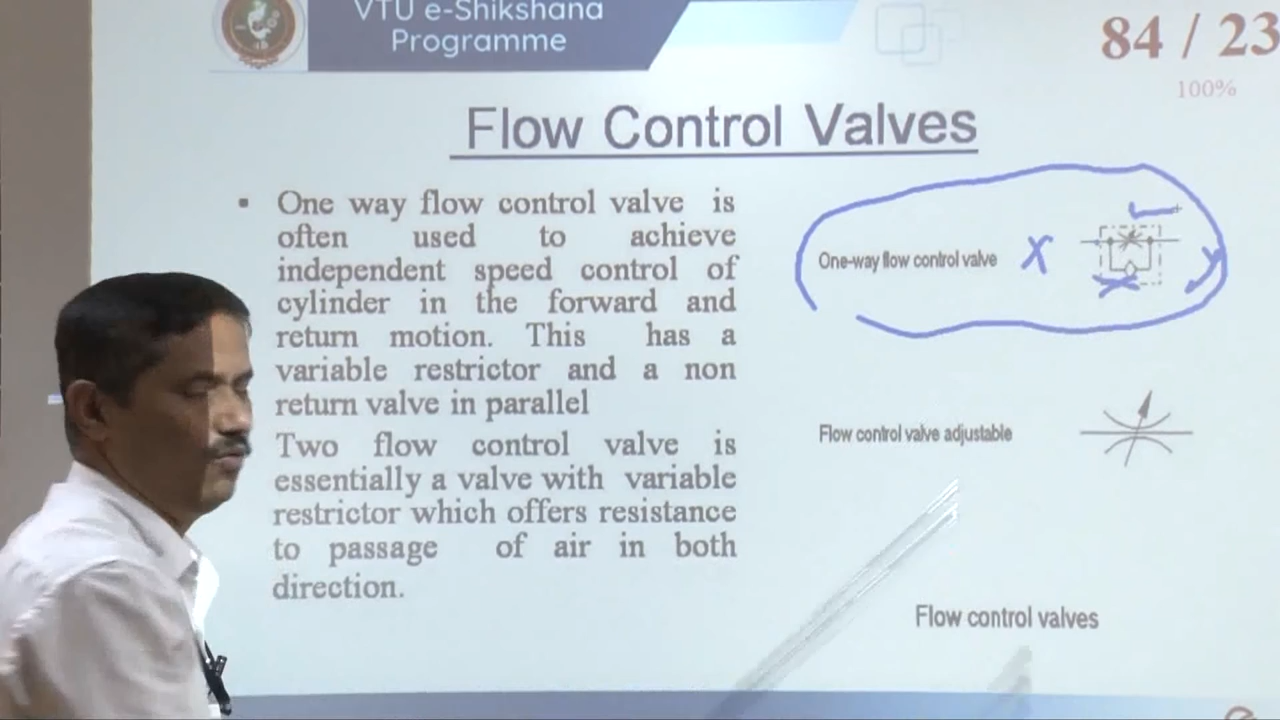 VTU e-Shikshana
Programme
84 / 23
100%
Flow Control Valves
▪ One way flow control valve is
often used to achieve
independent speed control of
cylinder in the forward and
return motion. This has a
variable restrictor and a non
return valve in parallel
Two flow control valve is
essentially a valve with variable
restrictor which offers resistance
to passage of air in both
direction.
One-way flow control valve X
Flow control valve adjustable
Flow control valves